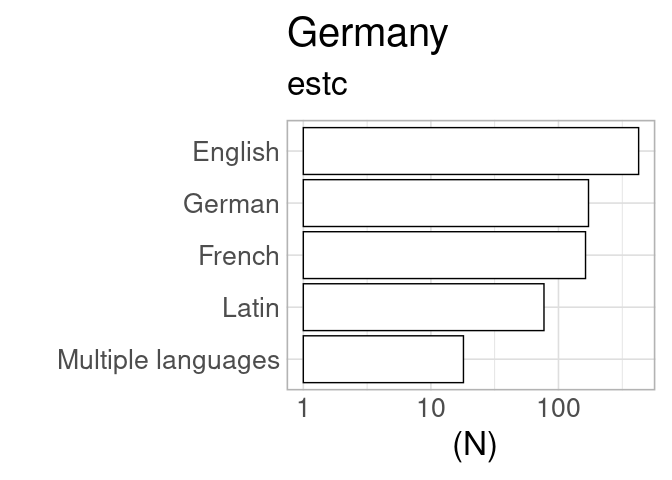 Germany
estc
English
German
French
Latin
Multiple languages
1 10 100
(N)